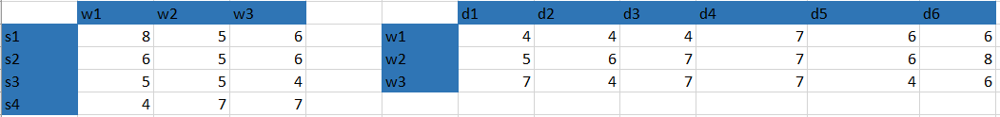 w1 w2 w3 d1 d2 d3 d4 d5 d6
s1 8 5 6 w1 4 4 4 7 6 6
s2 6 5 6 w2 5 6 7 7 6 8
s3 5 5 4 w3 7 4 7 7 4 6
s4 4 7 7